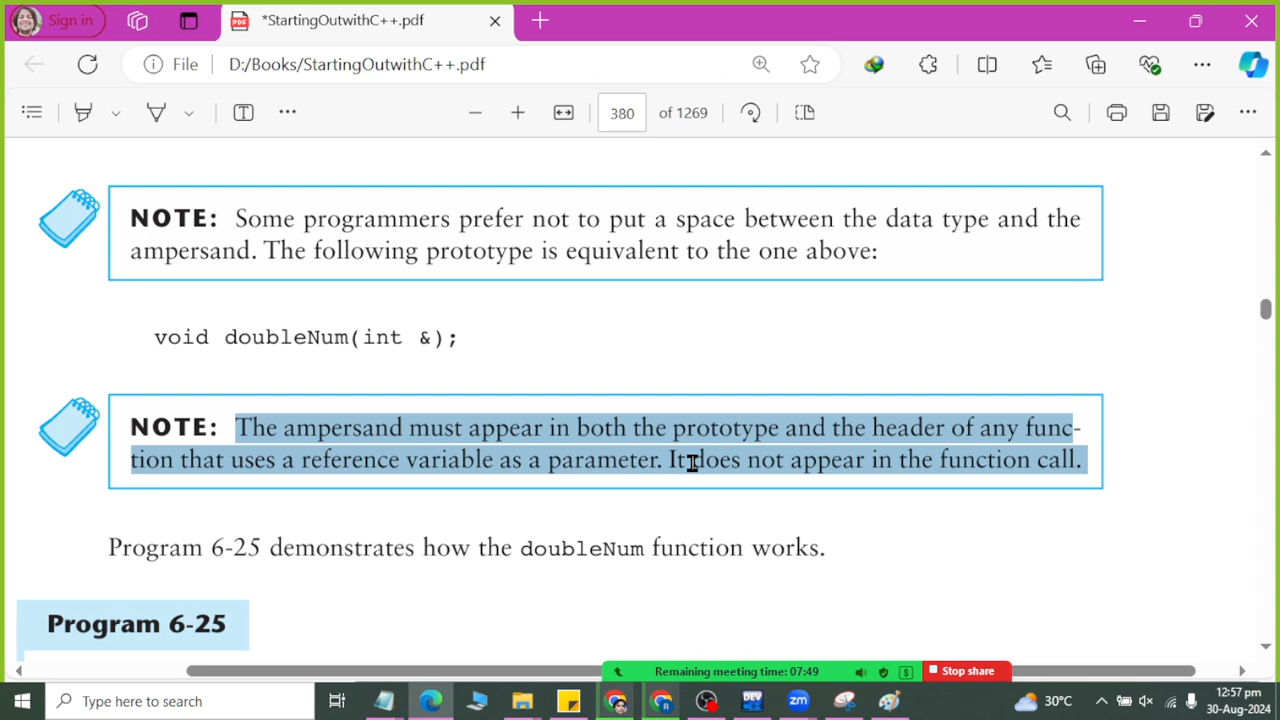 Sign in
*StartingOutwithC++.pdf
File
D:/Books/StartingOutwithC++.pdf
380 of 1269
NOTE: Some programmers prefer not to put a space between the data type and the
ampersand. The following prototype is equivalent to the one above:
void doubleNum(int &);
NOTE: The ampersand must appear in both the prototype and the header of any func-
tion that uses a reference variable as a parameter. It does not appear in the function call.
Program 6-25 demonstrates how the doubleNum function works.
Program 6-25
Remaining meeting time: 07:49
Stop share
Type here to search
DEV
zm
30°C
12:57 pm
30-Aug-2024